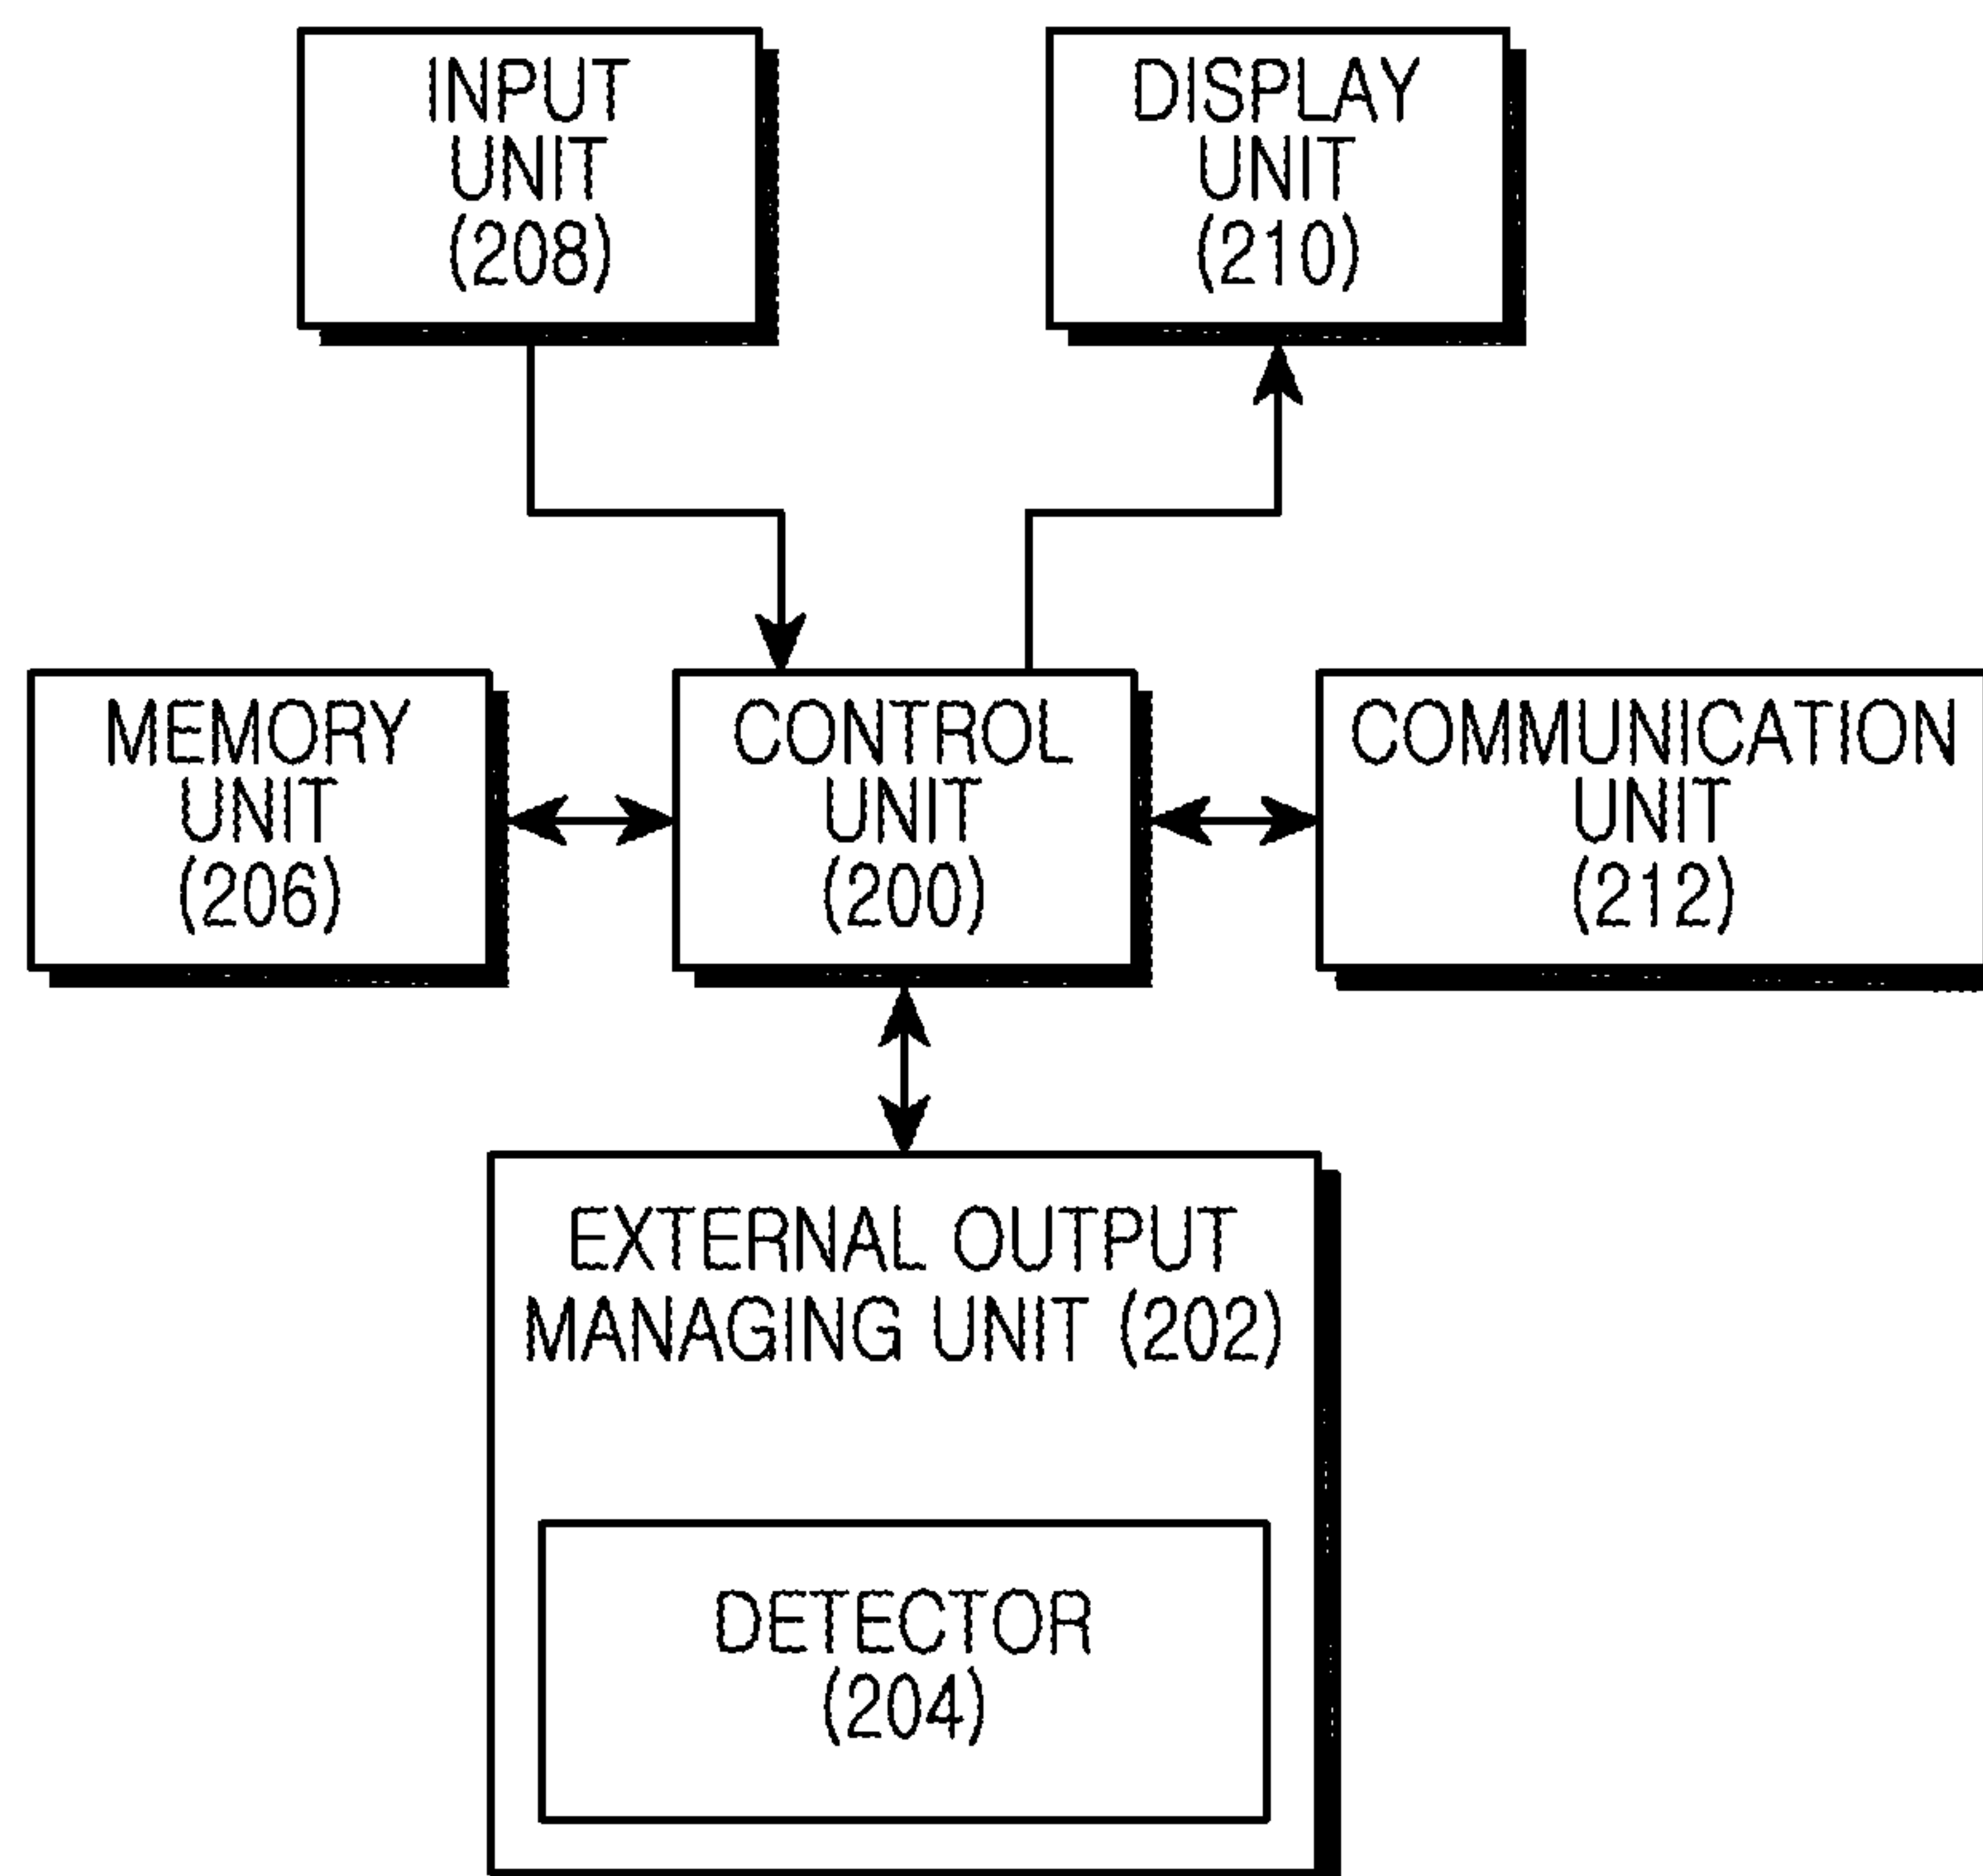 INPUT
UNIT
(208)
DISPLAY
UNIT
(210)
MEMORY
UNIT
(206)
CONTROL
UNIT
(200)
COMMUNICATION
UNIT
(212)
EXTERNAL OUTPUT
MANAGING UNIT (202)
DETECTOR
(204)